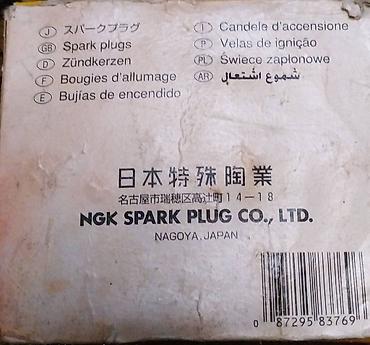 J スパークプラグ
GB Spark plugs
D Zündkerzen
F Bougies d'allumage
E Bujías de encendido
I Candele d'accensione
P Velas de ignição
PL Świece zapłonowe
AR شموع اشتعال
日本特殊陶業
名古屋市瑞穂区高辻町14-18
NGK SPARK PLUG CO., LTD.
NAGOYA, JAPAN
0 87295 83769